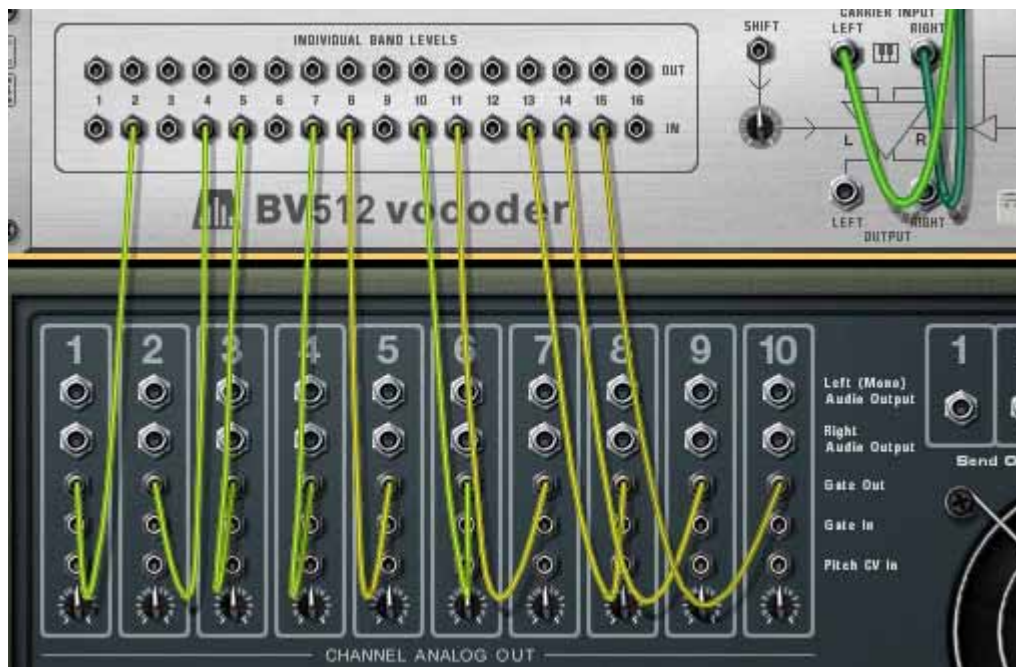 CARRIER INPUT
SHIFT
LEFT RIGHT
INDIVIDUAL BAND LEVELS
OUT
1 2 3 4 5 6 7 8 9 10 11 12 13 14 15 16
IN
L R
BV512 vocoder
LEFT RIGHT
OUTPUT
1 2 3 4 5 6 7 8 9 10 1
Left (Mono)
Audio Output
Right
Audio Output
Gate Out
Send O
Gate In
Pitch CV In
CHANNEL ANALOG OUT